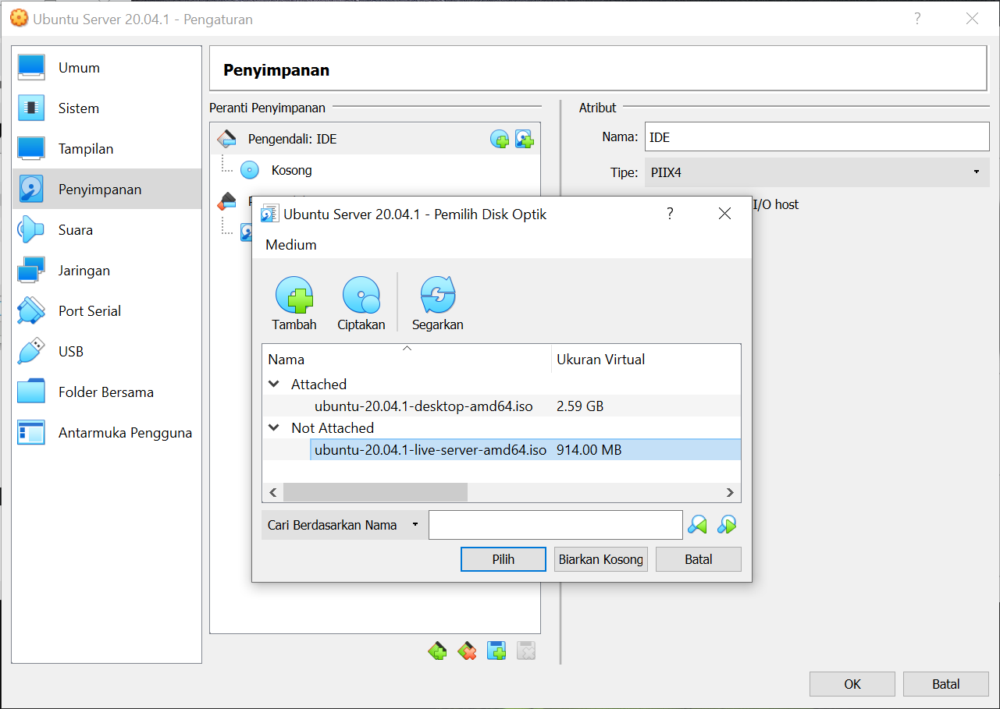 Ubuntu Server 20.04.1 - Pengaturan
?
Umum
Sistem
Tampilan
Penyimpanan
Suara
Jaringan
Port Serial
USB
Folder Bersama
Antarmuka Pengguna
Penyimpanan
Peranti Penyimpanan
Pengendali: IDE
Kosong
Atribut
Nama: IDE
Tipe: PIIX4
I/O host
Ubuntu Server 20.04.1 - Pemilih Disk Optik
?
Medium
Tambah
Ciptakan
Segarkan
Nama Ukuran Virtual
Attached
ubuntu-20.04.1-desktop-amd64.iso 2.59 GB
Not Attached
ubuntu-20.04.1-live-server-amd64.iso 914.00 MB
Cari Berdasarkan Nama
Pilih Biarkan Kosong Batal
OK Batal